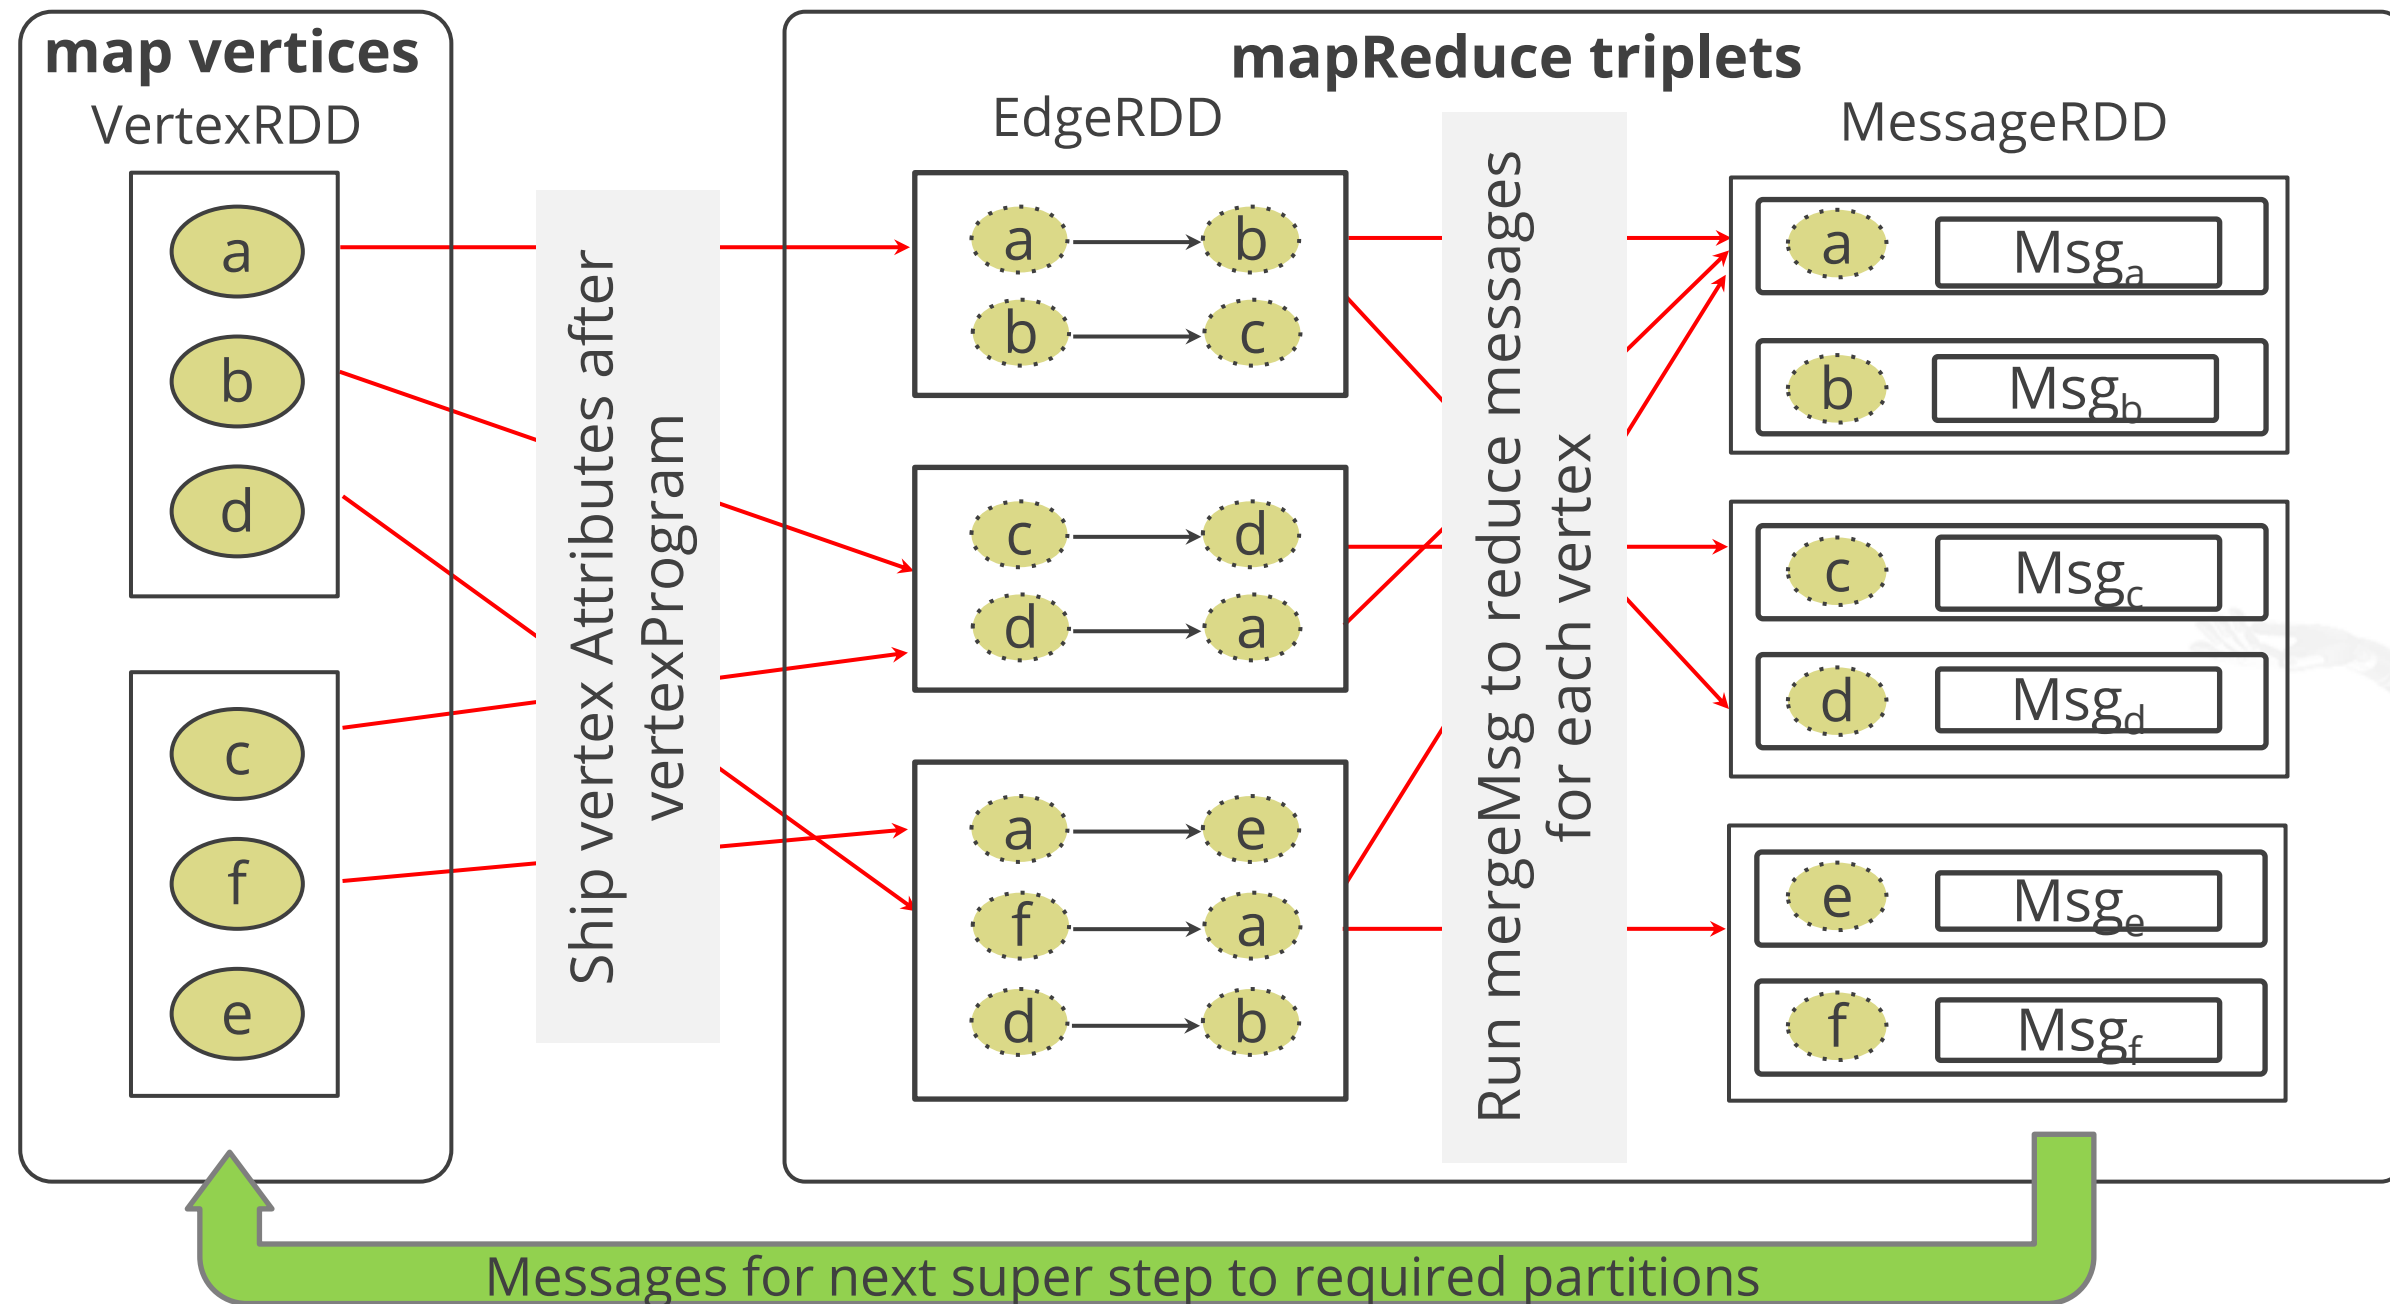 map vertices
VertexRDD
a
b
d
c
f
e
Ship vertex Attributes after
vertexProgram
mapReduce triplets
EdgeRDD
a b
b c
c d
d a
a e
f a
d b
Run mergeMsg to reduce messages
for each vertex
MessageRDD
a Msga
b Msgb
c Msgc
d Msgd
e Msge
f Msgf
Messages for next super step to required partitions